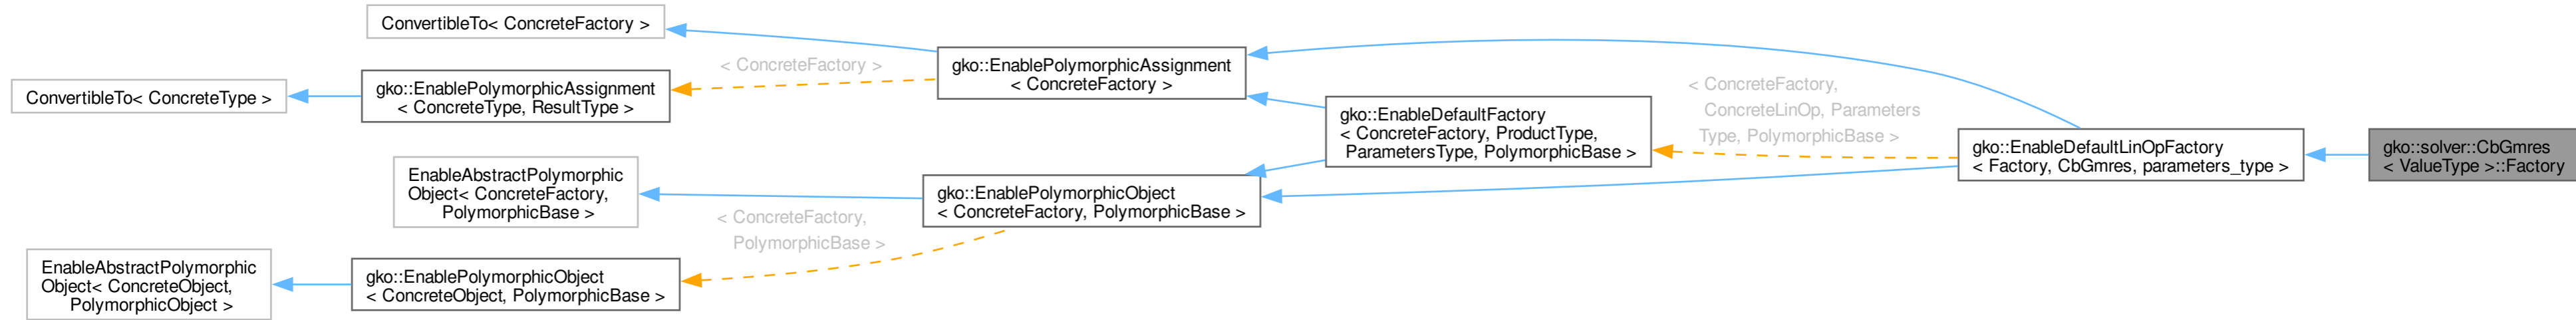 ConvertibleTo< ConcreteFactory >
ConvertibleTo< ConcreteType >
gko::EnablePolymorphicAssignment
< ConcreteType, ResultType >
< ConcreteFactory >
gko::EnablePolymorphicAssignment
< ConcreteFactory >
EnableAbstractPolymorphic
Object< ConcreteFactory,
PolymorphicBase >
EnableAbstractPolymorphic
Object< ConcreteObject,
PolymorphicObject >
gko::EnablePolymorphicObject
< ConcreteObject, PolymorphicBase >
< ConcreteFactory,
PolymorphicBase >
gko::EnablePolymorphicObject
< ConcreteFactory, PolymorphicBase >
gko::EnableDefaultFactory
< ConcreteFactory, ProductType,
ParametersType, PolymorphicBase >
< ConcreteFactory,
ConcreteLinOp, Parameters
Type, PolymorphicBase >
gko::EnableDefaultLinOpFactory
< Factory, CbGmres, parameters_type >
gko::solver::CbGmres
< ValueType >::Factory